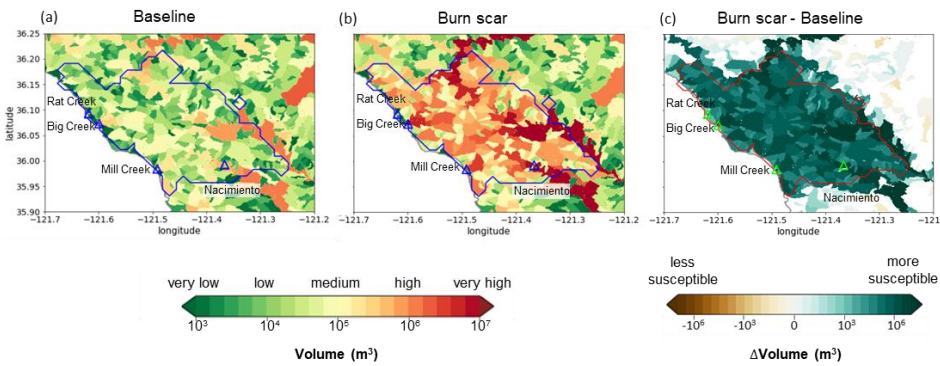 (a) Baseline
(b) Burn scar
(c) Burn scar - Baseline
latitude
36.25
36.20
36.15
36.10
36.05
36.00
35.95
35.90
Rat Creek
Big Creek
Mill Creek
Nacimiento
−121.7 −121.6 −121.5 −121.4 −121.3 −121.2
longitude
Rat Creek
Big Creek
Mill Creek
Nacimiento
−121.7 −121.6 −121.5 −121.4 −121.3 −121.2
longitude
Rat Creek
Big Creek
Mill Creek
Nacimiento
−121.7 −121.6 −121.5 −121.4 −121.3 −121.2
longitude
very low low medium high very high
10³ 10⁴ 10⁵ 10⁶ 10⁷
Volume (m³)
less susceptible
more susceptible
-10⁶ -10³ 0 10³ 10⁶
ΔVolume (m³)